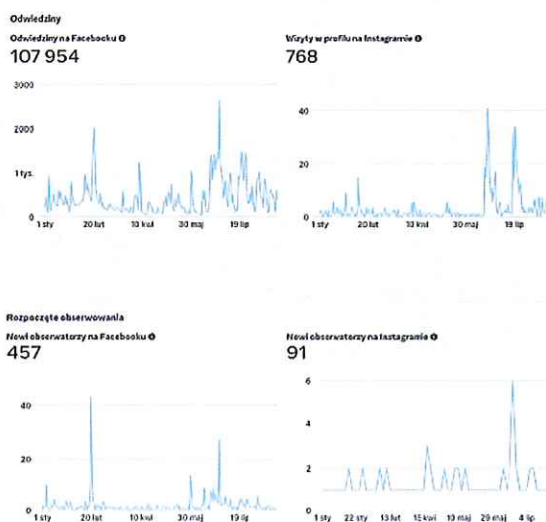 Odwiedziny
Odwiedziny na Facebooku
107 954
3000
2000
1 tys.
0
1 sty 20 lut 10 kwi 30 maj 19 lip
Wizyty w profilu na Instagramie
768
40
20
0
1 sty 20 lut 10 kwi 30 maj 19 lip
Rozpoczęte obserwowania
Nowi obserwatorzy na Facebooku
457
40
20
0
1 sty 20 lut 10 kwi 30 maj 19 lip
Nowi obserwatorzy na Instagramie
91
6
4
2
0
1 sty 22 sty 13 lut 15 kwi 19 maj 29 maj 4 lip